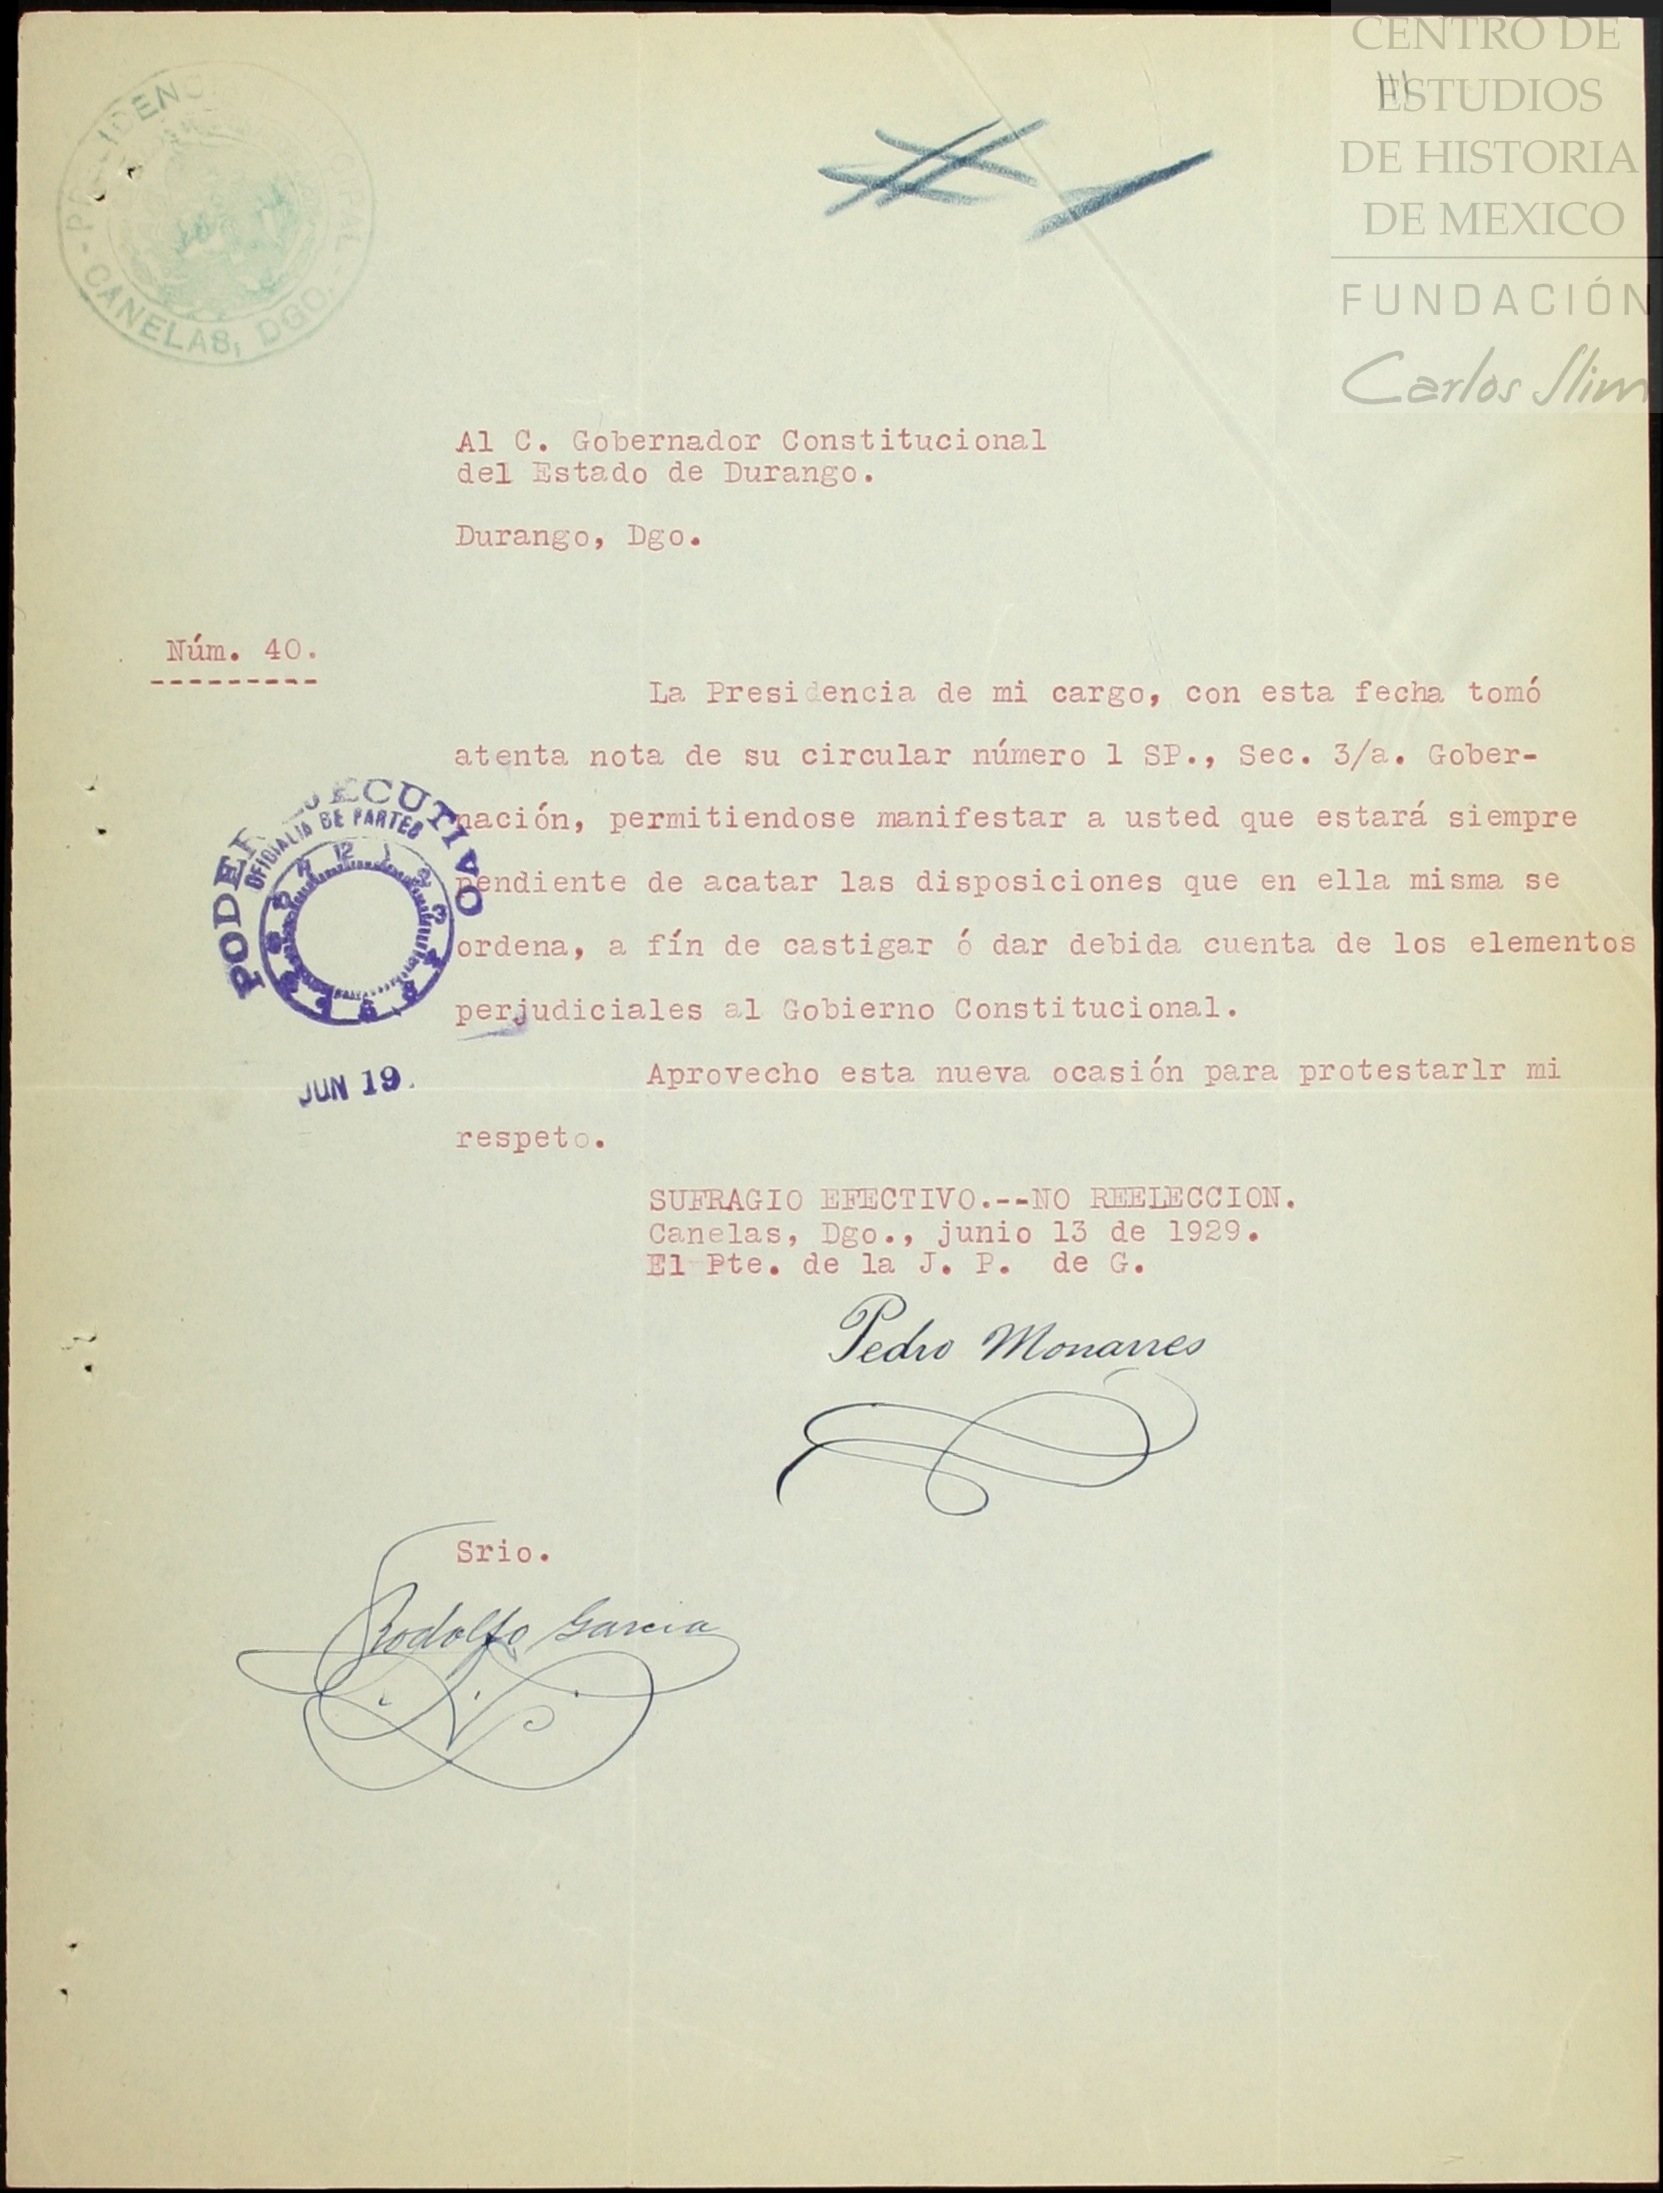 CENTRO DE
ESTUDIOS
DE HISTORIA
DE MEXICO
FUNDACIÓN
Carlos Slim
CANELAS, DGO.
Al C. Gobernador Constitucional
del Estado de Durango.
Durango, Dgo.
Núm. 40.
La Presidencia de mi cargo, con esta fecha tomó
atenta nota de su circular número 1 SP., Sec. 3/a. Gober-
nación, permitiendose manifestar a usted que estará siempre
pendiente de acatar las disposiciones que en ella misma se
ordena, a fín de castigar ó dar debida cuenta de los elementos
perjudiciales al Gobierno Constitucional.
Aprovecho esta nueva ocasión para protestarlr mi
respeto.
PODER EJECUTIVO
OFICIALIA DE PARTES
JUN 19.
SUFRAGIO EFECTIVO.--NO REELECCION.
Canelas, Dgo., junio 13 de 1929.
El Pte. de la J. P. de G.
Pedro Monarres
Srio.
Rodolfo Garcia